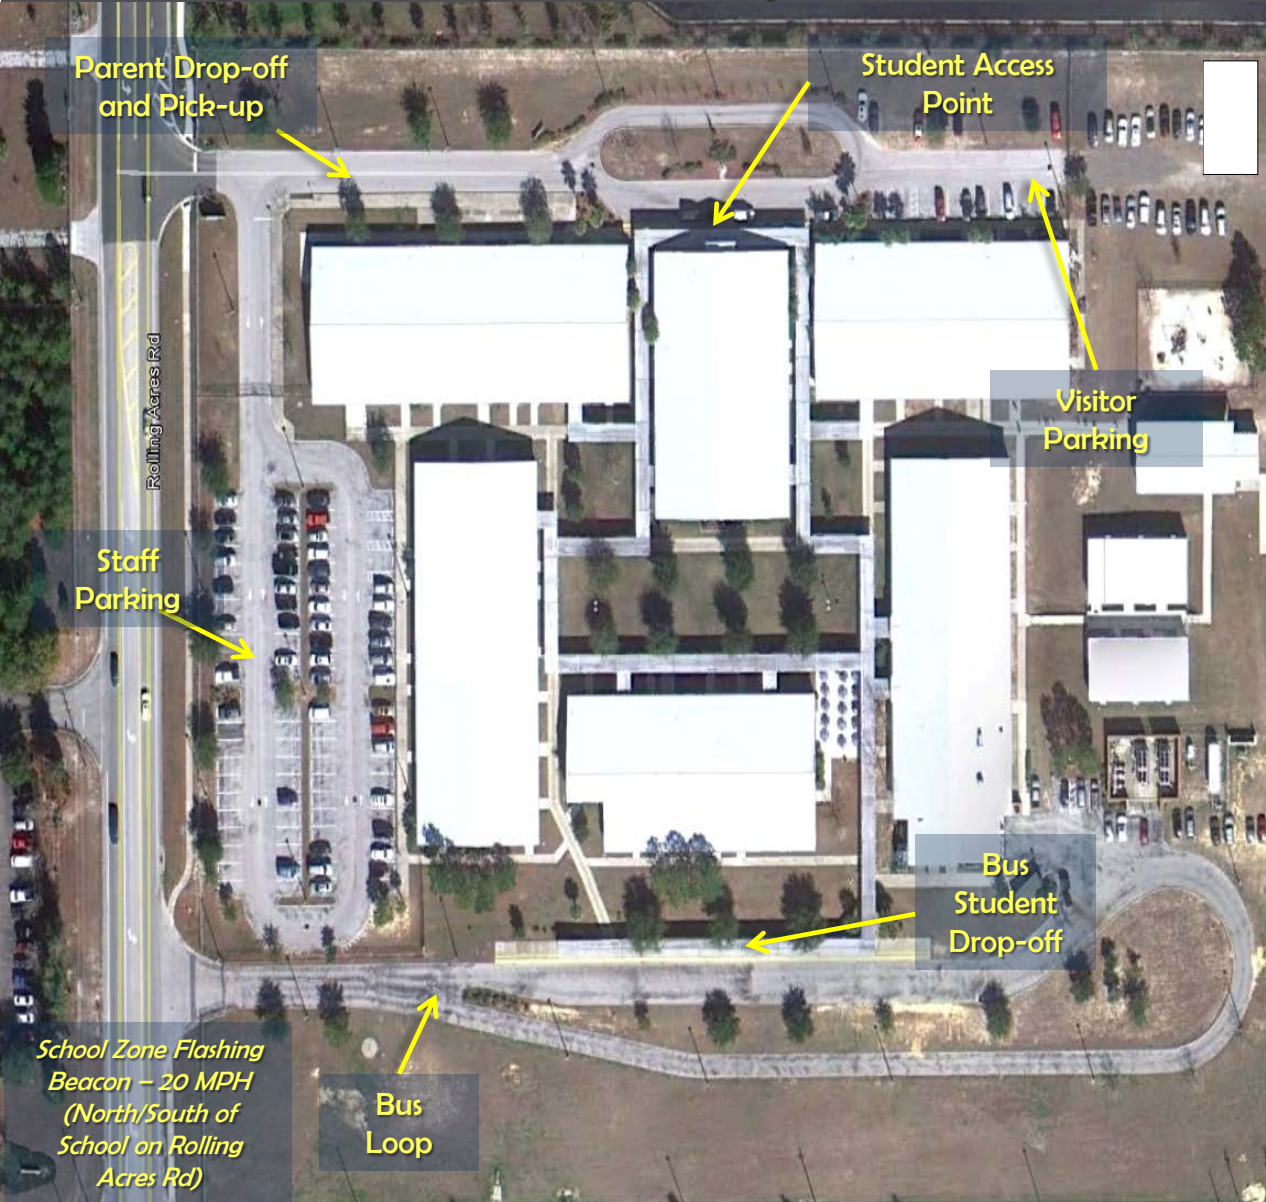 Parent Drop-off
and Pick-up
Student Access
Point
Rolling Acres Rd
Visitor
Parking
Staff
Parking
Bus
Student
Drop-off
School Zone Flashing
Beacon – 20 MPH
(North/South of
School on Rolling
Acres Rd)
Bus
Loop